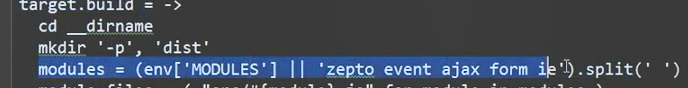 target.build = ->
cd __dirname
mkdir '-p', 'dist'
modules = (env['MODULES'] || 'zepto event ajax form ie').split(' ')